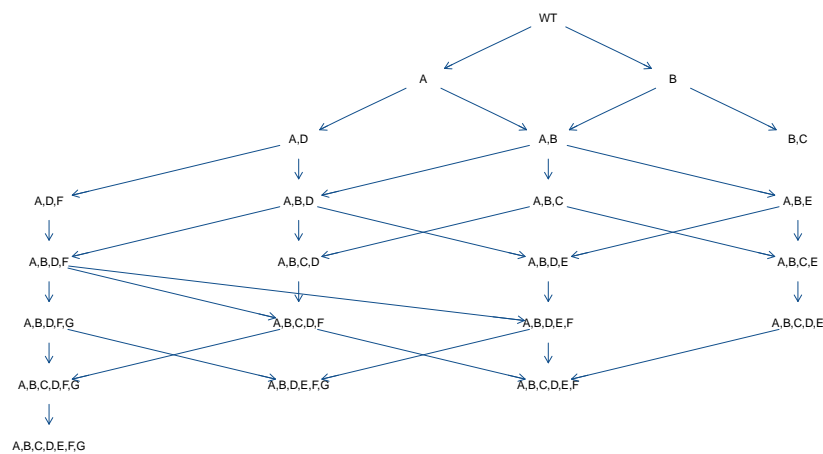 WT
A B
A,D A,B B,C
A,D,F A,B,D A,B,C A,B,E
A,B,D,F A,B,C,D A,B,D,E A,B,C,E
A,B,D,F,G A,B,C,D,F A,B,D,E,F A,B,C,D,E
A,B,C,D,F,G A,B,D,E,F,G A,B,C,D,E,F
A,B,C,D,E,F,G